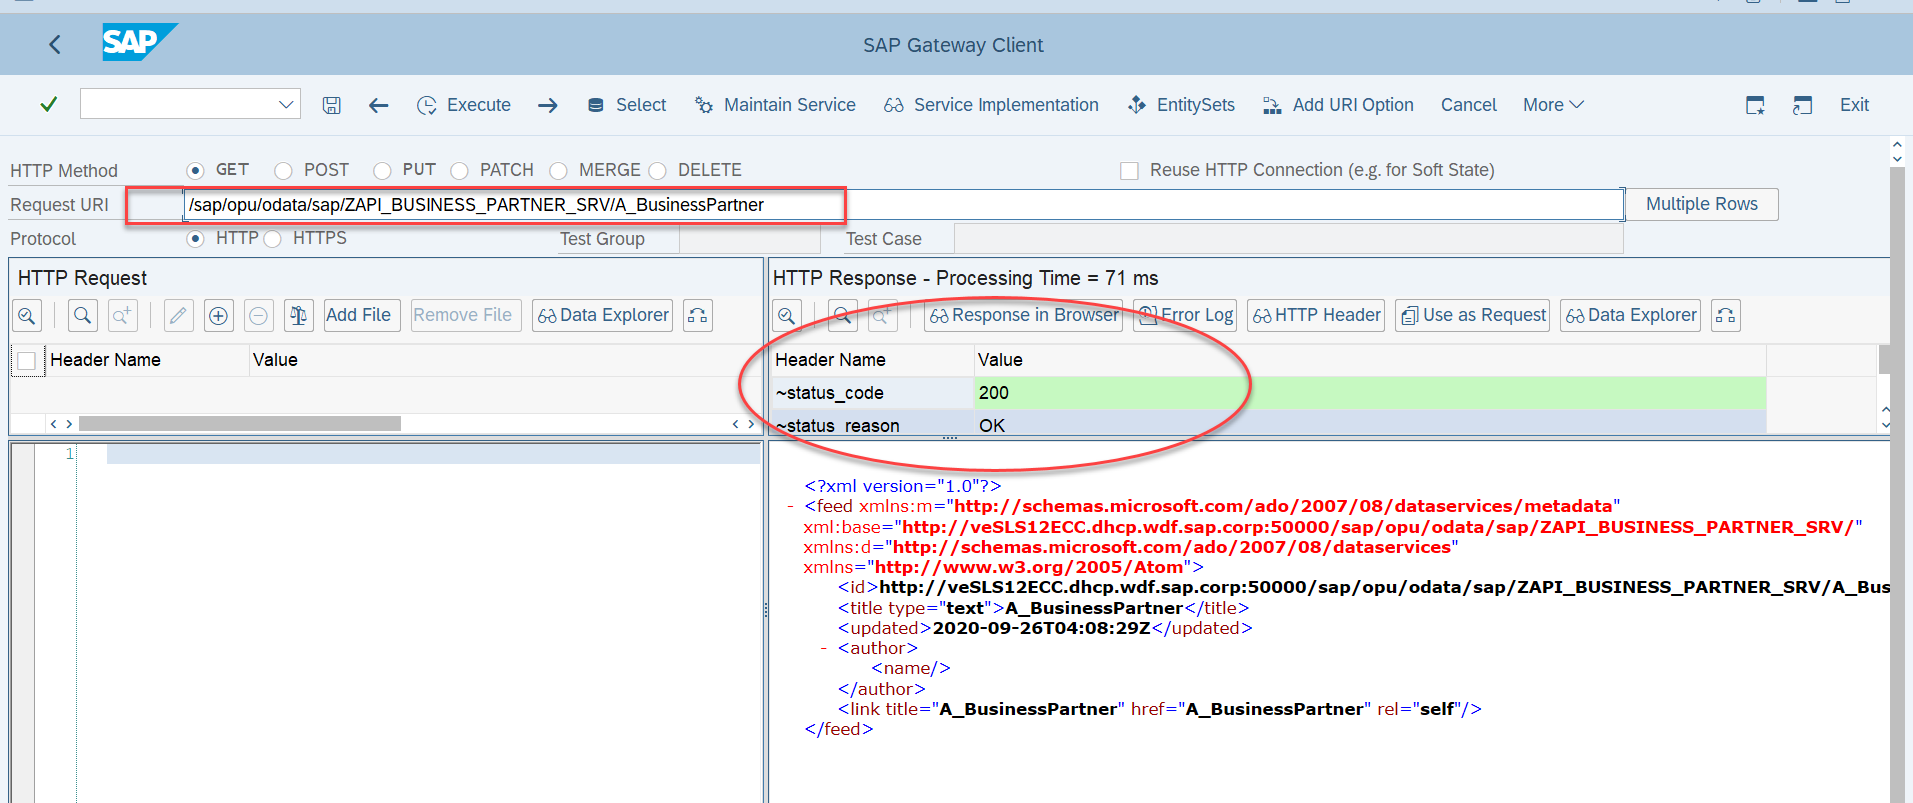 SAP
SAP Gateway Client
Execute Select Maintain Service Service Implementation EntitySets Add URI Option Cancel More Exit
HTTP Method GET POST PUT PATCH MERGE DELETE Reuse HTTP Connection (e.g. for Soft State)
Request URI /sap/opu/odata/sap/ZAPI_BUSINESS_PARTNER_SRV/A_BusinessPartner Multiple Rows
Protocol HTTP HTTPS Test Group Test Case
HTTP Request
Add File Remove File Data Explorer
Header Name Value
1
HTTP Response - Processing Time = 71 ms
Response in Browser Error Log HTTP Header Use as Request Data Explorer
Header Name Value
~status_code 200
~status_reason OK
<?xml version="1.0"?>
- <feed xmlns:m="http://schemas.microsoft.com/ado/2007/08/dataservices/metadata"
xml:base="http://veSLS12ECC.dhcp.wdf.sap.corp:50000/sap/opu/odata/sap/ZAPI_BUSINESS_PARTNER_SRV/"
xmlns:d="http://schemas.microsoft.com/ado/2007/08/dataservices"
xmlns="http://www.w3.org/2005/Atom">
<id>http://veSLS12ECC.dhcp.wdf.sap.corp:50000/sap/opu/odata/sap/ZAPI_BUSINESS_PARTNER_SRV/A_Bus
<title type="text">A_BusinessPartner</title>
<updated>2020-09-26T04:08:29Z</updated>
- <author>
<name/>
</author>
<link title="A_BusinessPartner" href="A_BusinessPartner" rel="self"/>
</feed>